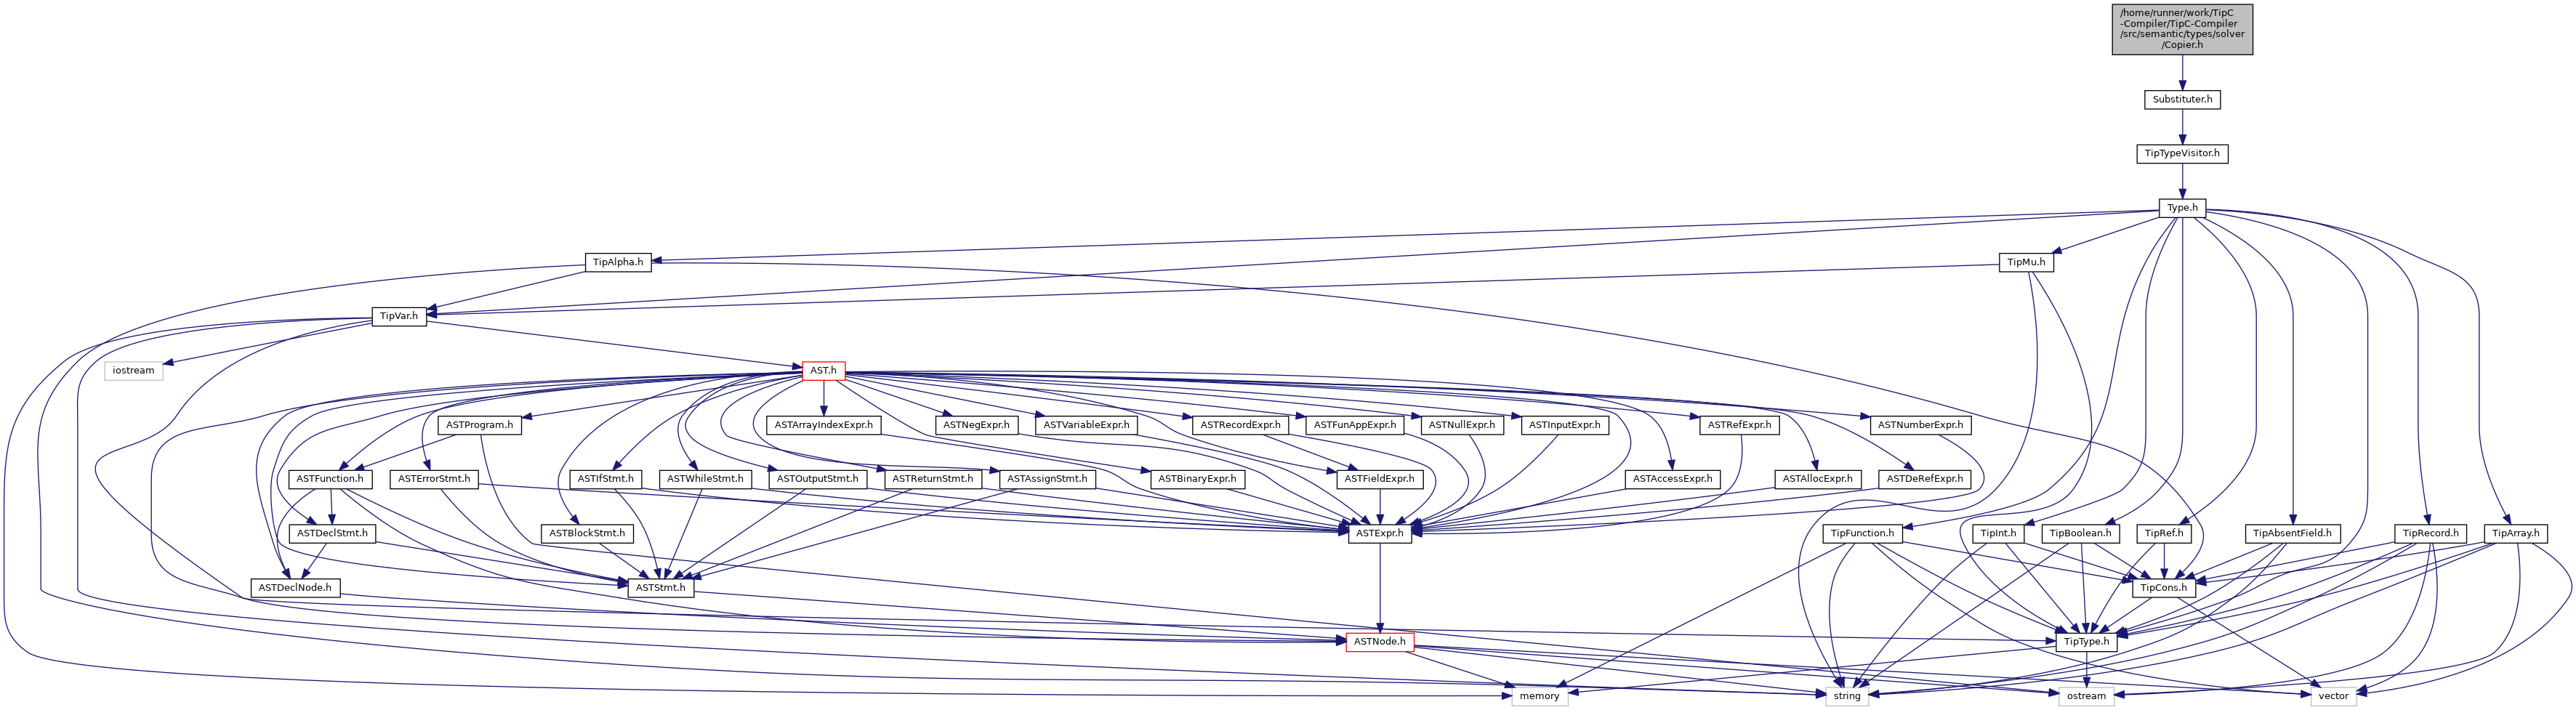 /home/runner/work/TipC
-Compiler/TipC-Compiler
/src/semantic/types/solver
/Copier.h
Substituter.h
TipTypeVisitor.h
Type.h
TipAlpha.h
TipMu.h
TipVar.h
iostream
AST.h
ASTProgram.h
ASTArrayIndexExpr.h
ASTNegExpr.h
ASTVariableExpr.h
ASTRecordExpr.h
ASTFunAppExpr.h
ASTNullExpr.h
ASTInputExpr.h
ASTRefExpr.h
ASTNumberExpr.h
ASTFunction.h
ASTErrorStmt.h
ASTIfStmt.h
ASTWhileStmt.h
ASTOutputStmt.h
ASTReturnStmt.h
ASTAssignStmt.h
ASTBinaryExpr.h
ASTFieldExpr.h
ASTAccessExpr.h
ASTAllocExpr.h
ASTDeRefExpr.h
ASTDeclStmt.h
ASTBlockStmt.h
ASTExpr.h
TipFunction.h
TipInt.h
TipBoolean.h
TipRef.h
TipAbsentField.h
TipRecord.h
TipArray.h
ASTDeclNode.h
ASTStmt.h
TipCons.h
ASTNode.h
TipType.h
memory
string
ostream
vector